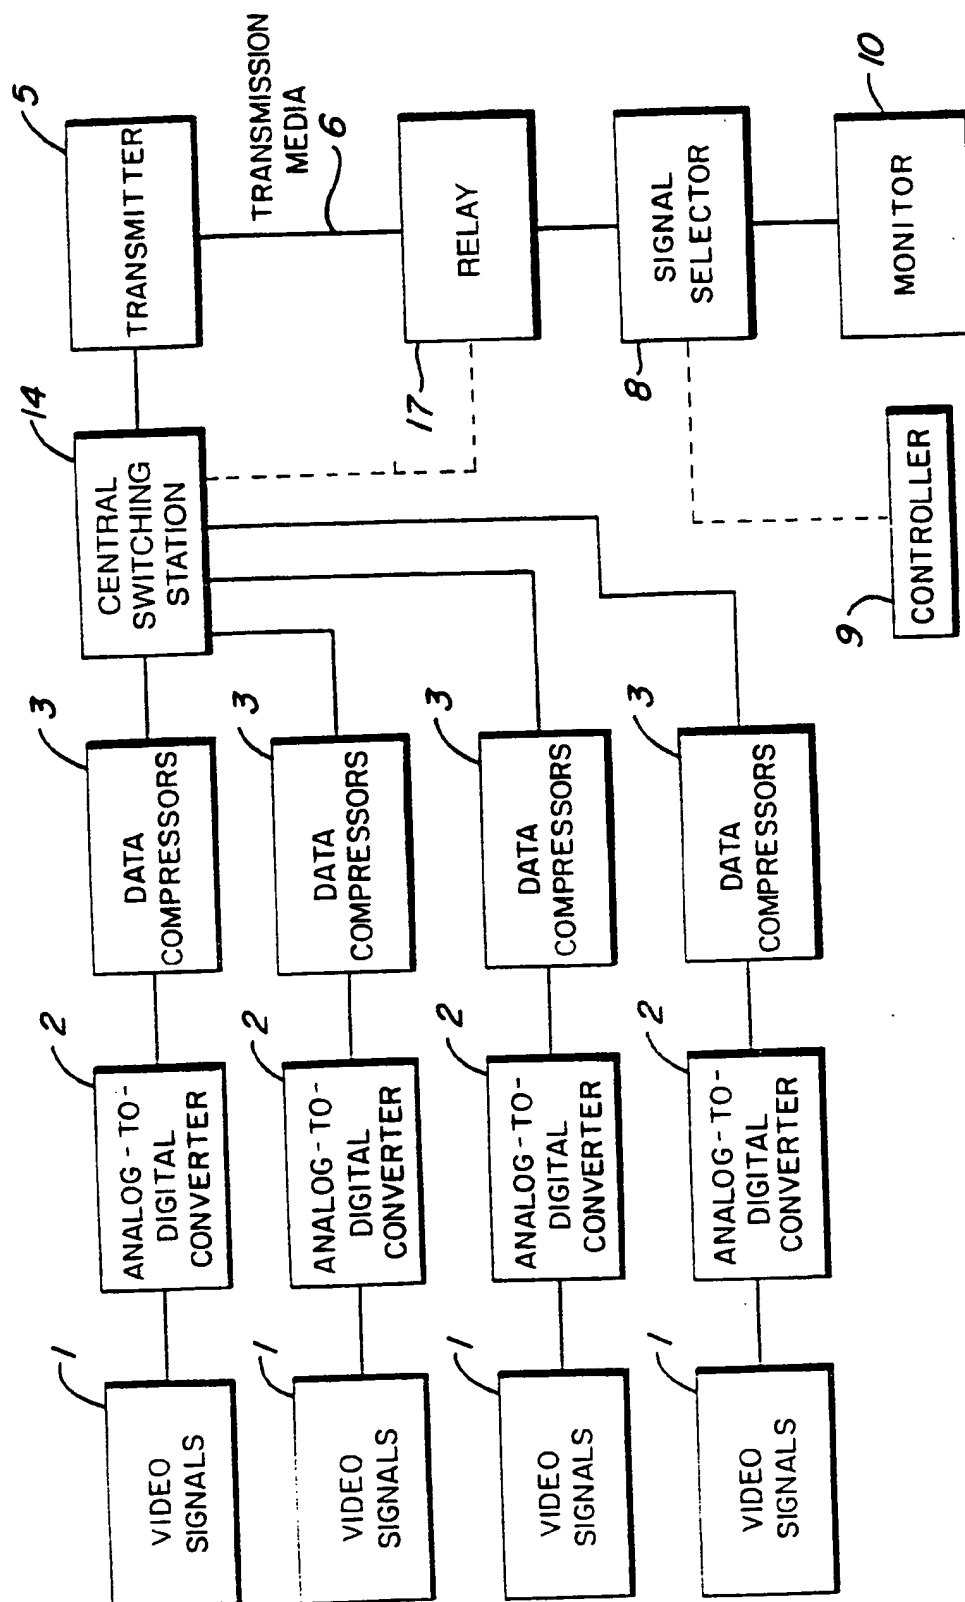 1
VIDEO
SIGNALS
2
ANALOG-TO-
DIGITAL
CONVERTER
3
DATA
COMPRESSORS
14
CENTRAL
SWITCHING
STATION
5
TRANSMITTER
1
VIDEO
SIGNALS
2
ANALOG-TO-
DIGITAL
CONVERTER
3
DATA
COMPRESSORS
TRANSMISSION
MEDIA
6
1
VIDEO
SIGNALS
2
ANALOG-TO-
DIGITAL
CONVERTER
3
DATA
COMPRESSORS
17
RELAY
1
VIDEO
SIGNALS
2
ANALOG-TO-
DIGITAL
CONVERTER
3
DATA
COMPRESSORS
8
SIGNAL
SELECTOR
9
CONTROLLER
10
MONITOR